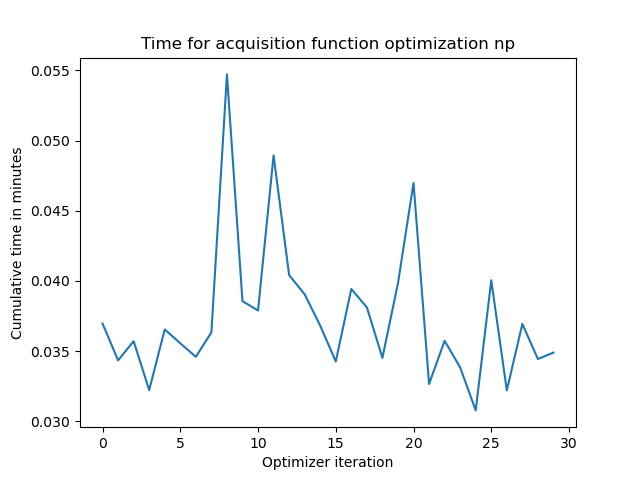 Time for acquisition function optimization np
0.055
0.050
0.045
0.040
0.035
0.030
Cumulative time in minutes
0 5 10 15 20 25 30
Optimizer iteration